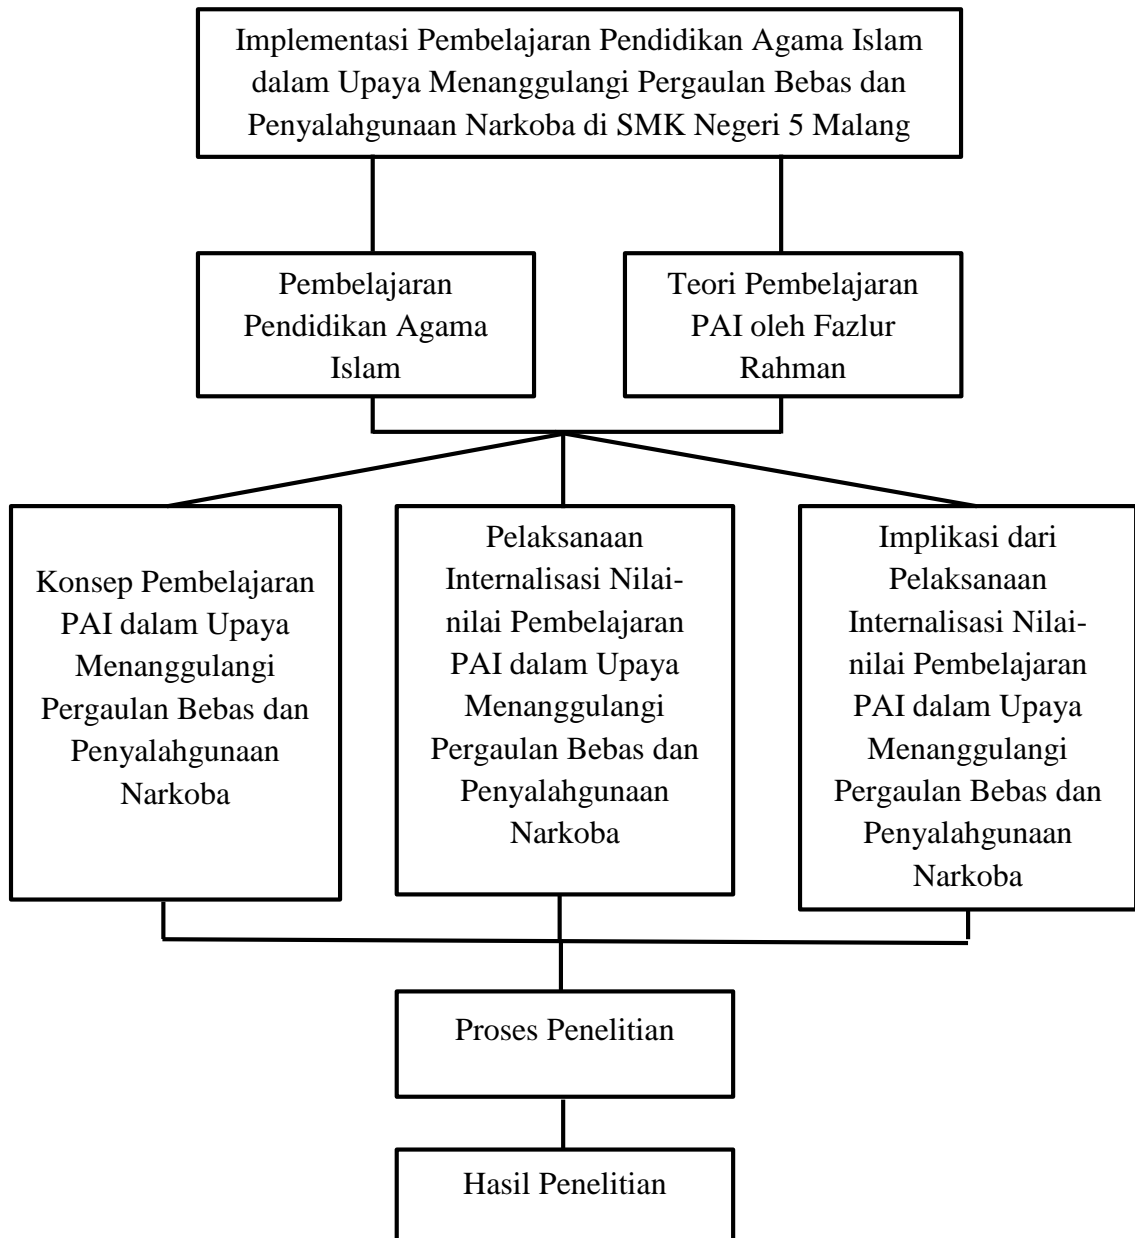 Implementasi Pembelajaran Pendidikan Agama Islam
dalam Upaya Menanggulangi Pergaulan Bebas dan
Penyalahgunaan Narkoba di SMK Negeri 5 Malang
Pembelajaran
Pendidikan Agama
Islam
Teori Pembelajaran
PAI oleh Fazlur
Rahman
Konsep Pembelajaran
PAI dalam Upaya
Menanggulangi
Pergaulan Bebas dan
Penyalahgunaan
Narkoba
Pelaksanaan
Internalisasi Nilai-
nilai Pembelajaran
PAI dalam Upaya
Menanggulangi
Pergaulan Bebas dan
Penyalahgunaan
Narkoba
Implikasi dari
Pelaksanaan
Internalisasi Nilai-
nilai Pembelajaran
PAI dalam Upaya
Menanggulangi
Pergaulan Bebas dan
Penyalahgunaan
Narkoba
Proses Penelitian
Hasil Penelitian